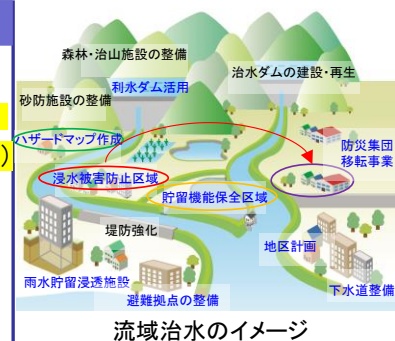 森林・治山施設の整備
治水ダムの建設・再生
利水ダム活用
砂防施設の整備
ハザードマップ作成
防災集団
移転事業
浸水被害防止区域
貯留機能保全区域
堤防強化
地区計画
雨水貯留浸透施設
避難拠点の整備
下水道整備
流域治水のイメージ
)